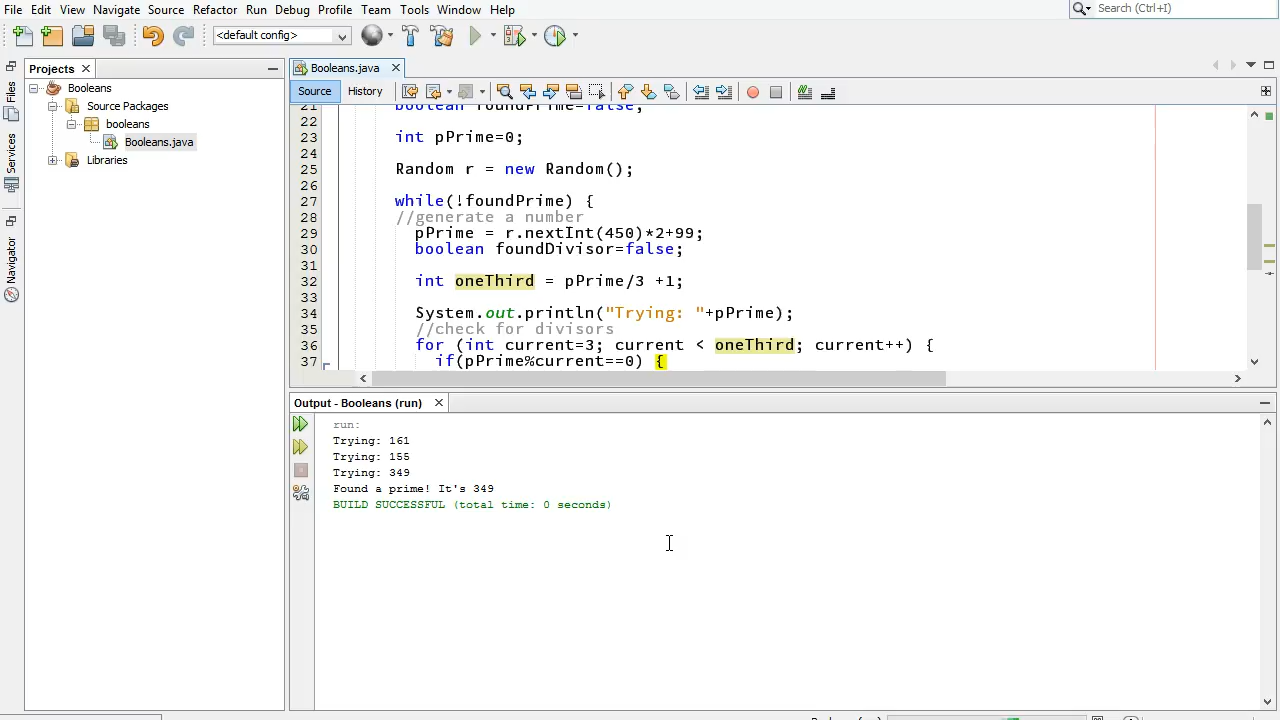 File Edit View Navigate Source Refactor Run Debug Profile Team Tools Window Help
Search (Ctrl+I)
<default config>
Projects
Booleans
Source Packages
booleans
Booleans.java
Libraries
Files
Services
Navigator
Booleans.java
Source History
21 boolean foundPrime=false;
22
23 int pPrime=0;
24
25 Random r = new Random();
26
27 while(!foundPrime) {
28 //generate a number
29 pPrime = r.nextInt(450)*2+99;
30 boolean foundDivisor=false;
31
32 int oneThird = pPrime/3 +1;
33
34 System.out.println("Trying: "+pPrime);
35 //check for divisors
36 for (int current=3; current < oneThird; current++) {
37 if(pPrime%current==0) {
Output - Booleans (run)
run:
Trying: 161
Trying: 155
Trying: 349
Found a prime! It's 349
BUILD SUCCESSFUL (total time: 0 seconds)